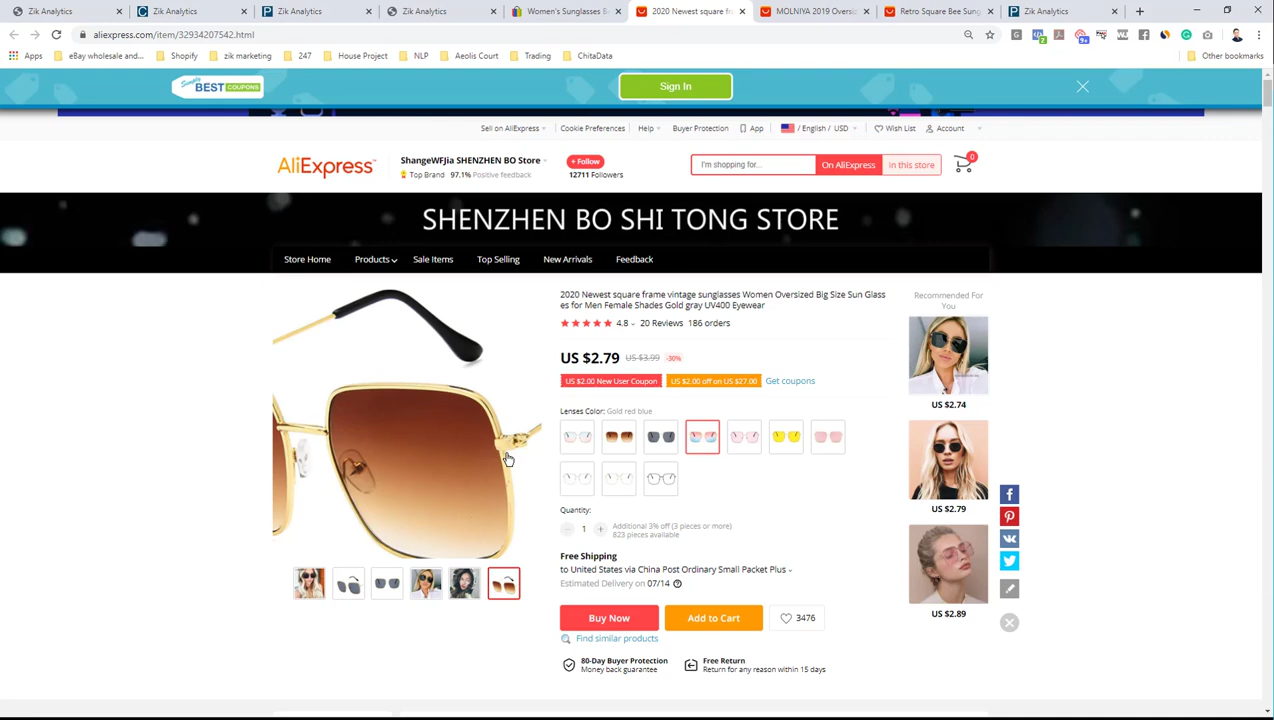 Zik Analytics
Zik Analytics
Zik Analytics
Zik Analytics
Women's Sunglasses B
2020 Newest square fr
MOLNIYA 2019 Oversi
Retro Square Bee Sung
Zik Analytics
aliexpress.com/item/32934207542.html
Apps
eBay wholesale and...
Shopify
zik marketing
247
House Project
NLP
Aeolis Court
Trading
ChitaData
Other bookmarks
Simply BEST COUPONS
Sign In
Sell on AliExpress
Cookie Preferences
Help
Buyer Protection
App
/ English / USD
Wish List
Account
AliExpress
ShangeWFJia SHENZHEN BO Store
Top Brand 97.1% Positive feedback
+ Follow
12711 Followers
I'm shopping for...
On AliExpress
In this store
0
SHENZHEN BO SHI TONG STORE
Store Home
Products
Sale Items
Top Selling
New Arrivals
Feedback
2020 Newest square frame vintage sunglasses Women Oversized Big Size Sun Glass
es for Men Female Shades Gold gray UV400 Eyewear
4.8 20 Reviews 186 orders
US $2.79 US $3.99 -30%
US $2.00 New User Coupon
US $2.00 off on US $27.00
Get coupons
Lenses Color: Gold red blue
Quantity:
1
Additional 3% off (3 pieces or more)
823 pieces available
Free Shipping
to United States via China Post Ordinary Small Packet Plus
Estimated Delivery on 07/14
Buy Now
Add to Cart
3476
Find similar products
80-Day Buyer Protection
Money back guarantee
Free Return
Return for any reason within 15 days
Recommended For
You
US $2.74
US $2.79
US $2.89